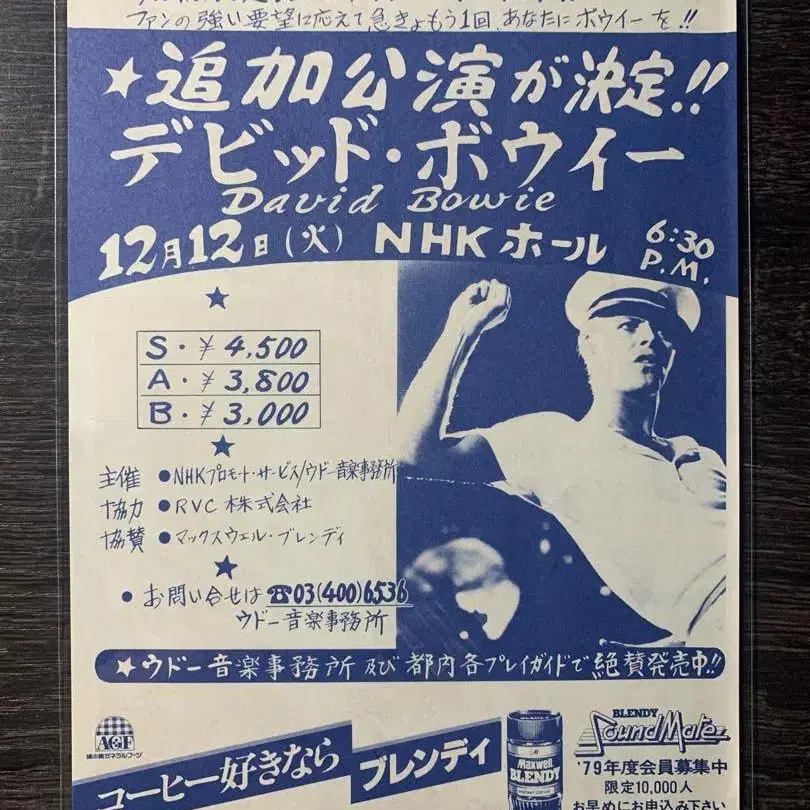 ファンの強い要望に応えて急きょもう1回、あなたにボウイーを!!
★追加公演が決定!!
デビッド・ボウイー
David Bowie
12月12日(火) NHKホール 6:30 P.M.
S・¥4,500
A・¥3,800
B・¥3,000
主催 ●NHKプロモート・サービス/ウドー音楽事務所
協力 ●RVC株式会社
協賛 ●マックスウェル・ブレンディ
●お問い合せは☎03(400)6536
ウドー音楽事務所
★ウドー音楽事務所及び都内各プレイガイドで絶賛発売中!!
AGF
味の素ゼネラルフーヅ
コーヒー好きなら ブレンディ
Maxwell
BLENDY
INSTANT COFFEE
BLENDY
SoundMate
'79年度会員募集中
限定10,000人
お早めにお申込み下さい